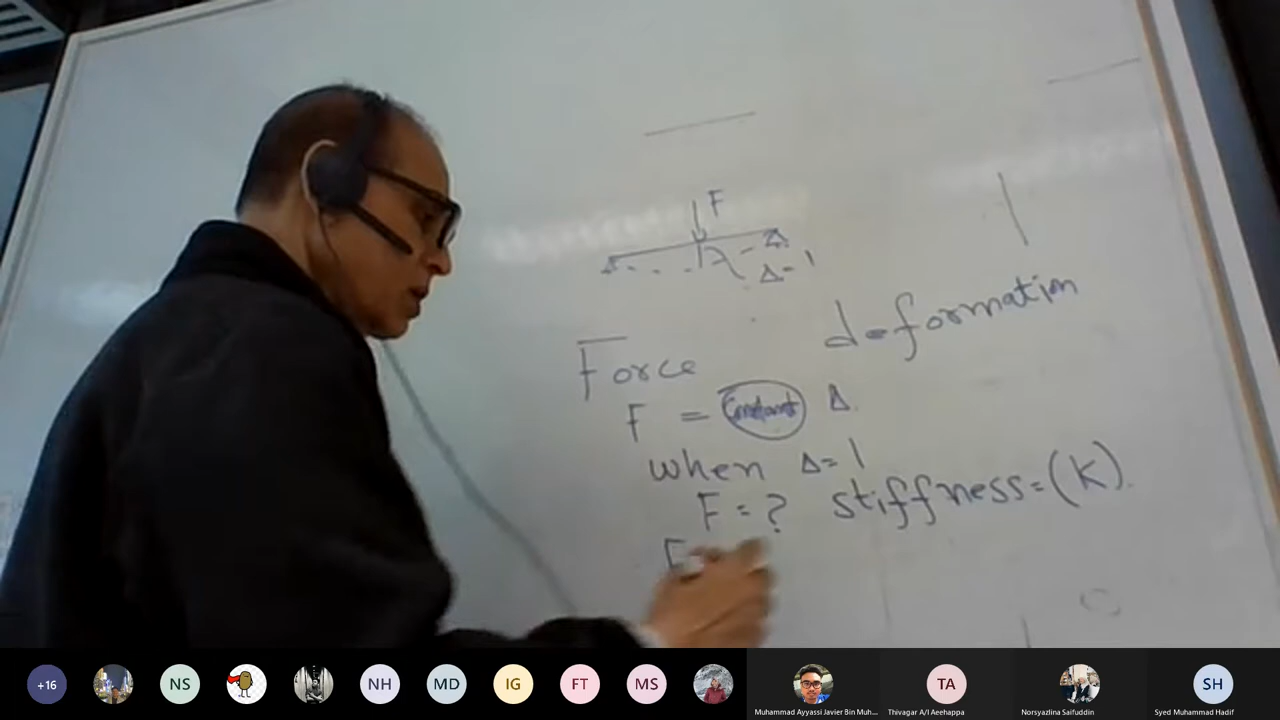 F
Δ
Δ=1
deformation
Force
F = Constant Δ
when Δ=1
F = ? stiffness=(K)
F
+16
NS
NH
MD
IG
FT
MS
TA
SH
Muhammad Ayyassi Javier Bin Muh...
Thivagar A/l Aeehappa
Norsyazlina Saifuddin
Syed Muhammad Hadif